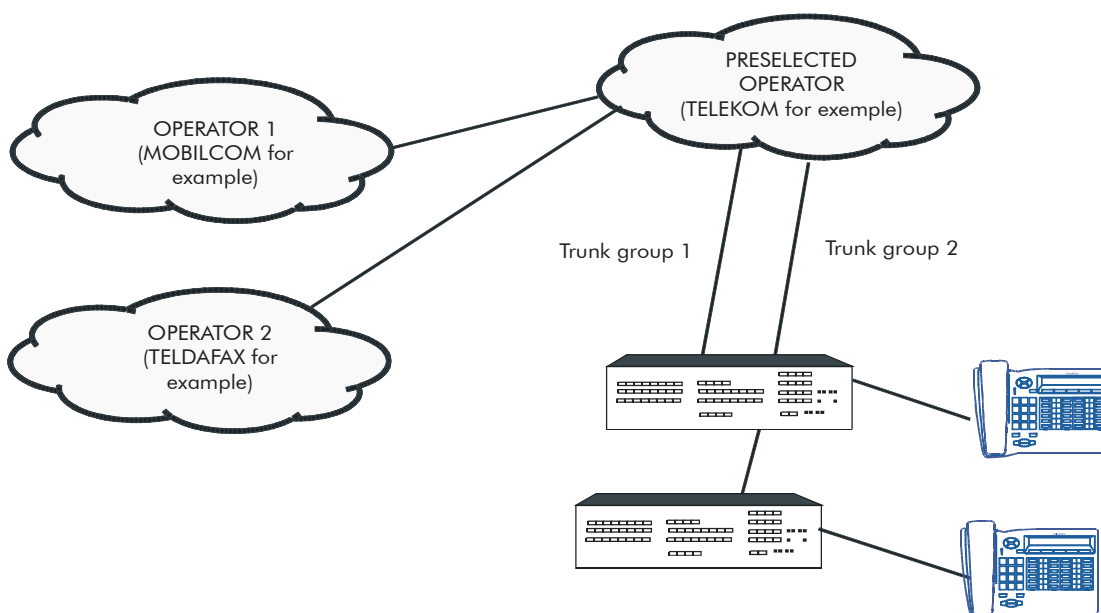 PRESELECTED
OPERATOR
(TELEKOM for exemple)
OPERATOR 1
(MOBILCOM for
example)
Trunk group 1
Trunk group 2
OPERATOR 2
(TELDAFAX for
example)